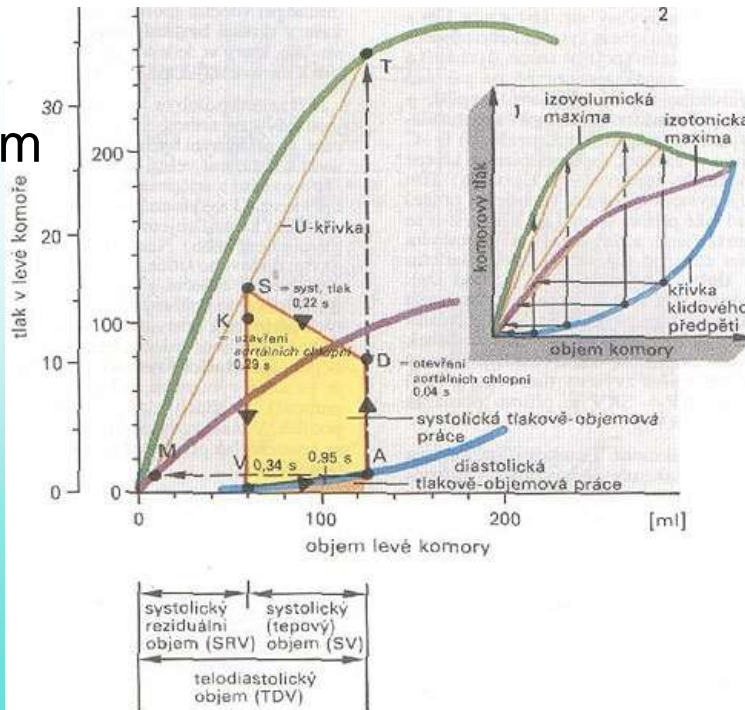 2
m
30
20
10
0
tlak v levé komoře
200
100
0
T
U-křivka
S = syst. tlak
0,22 s
K
= uzavření
aortálních chlopní
0,29 s
D = otevření
aortálních chlopní
0,04 s
systolická tlakově-objemová
práce
M
V
0,34 s
0,95 s
A
diastolická
tlakově-objemová práce
0
100
200
[ml]
objem levé komory
1
izovolumická
maxima
izotonická
maxima
komorový tlak
křivka
klidového
předpětí
objem komory
systolický
reziduální
objem (SRV)
systolický
(tepový)
objem (SV)
telodiastolický
objem (TDV)